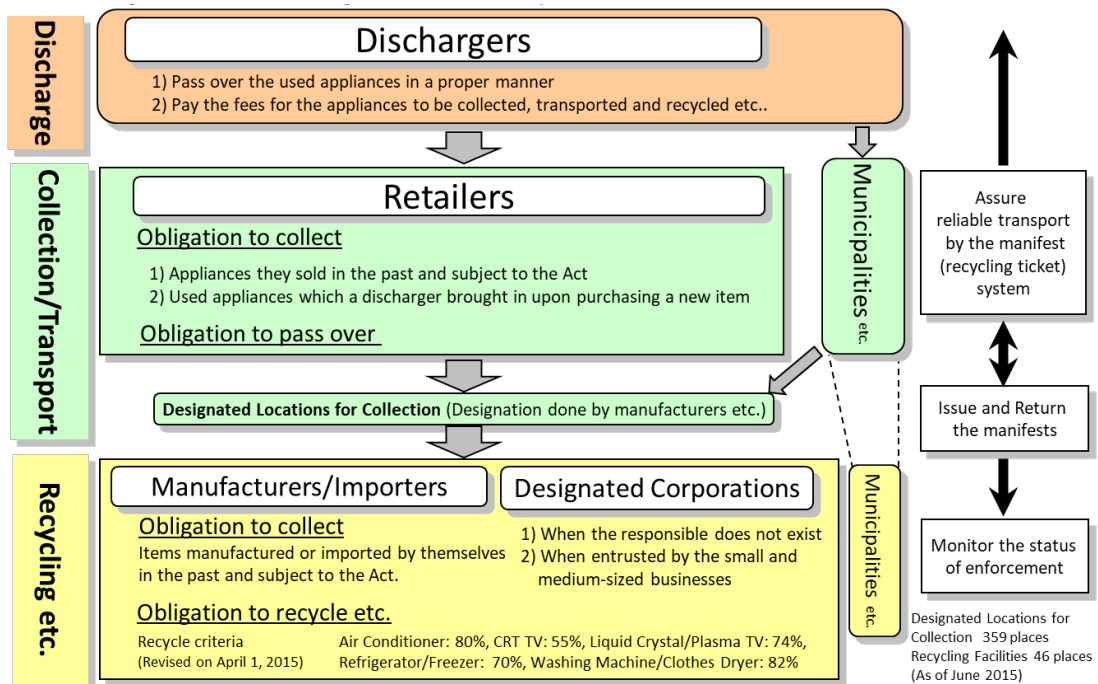 Discharge
Dischargers
1) Pass over the used appliances in a proper manner
2) Pay the fees for the appliances to be collected, transported and recycled etc..
Collection/Transport
Retailers
Obligation to collect
1) Appliances they sold in the past and subject to the Act
2) Used appliances which a discharger brought in upon purchasing a new item
Obligation to pass over
Municipalities etc.
Designated Locations for Collection (Designation done by manufacturers etc.)
Assure
reliable transport
by the manifest
(recycling ticket)
system
Issue and Return
the manifests
Monitor the status
of enforcement
Recycling etc.
Manufacturers/Importers
Obligation to collect
Items manufactured or imported by themselves
in the past and subject to the Act.
Designated Corporations
1) When the responsible does not exist
2) When entrusted by the small and
medium-sized businesses
Obligation to recycle etc.
Recycle criteria
(Revised on April 1, 2015)
Air Conditioner: 80%, CRT TV: 55%, Liquid Crystal/Plasma TV: 74%,
Refrigerator/Freezer: 70%, Washing Machine/Clothes Dryer: 82%
Municipalities etc.
Designated Locations for
Collection 359 places
Recycling Facilities 46 places
(As of June 2015)